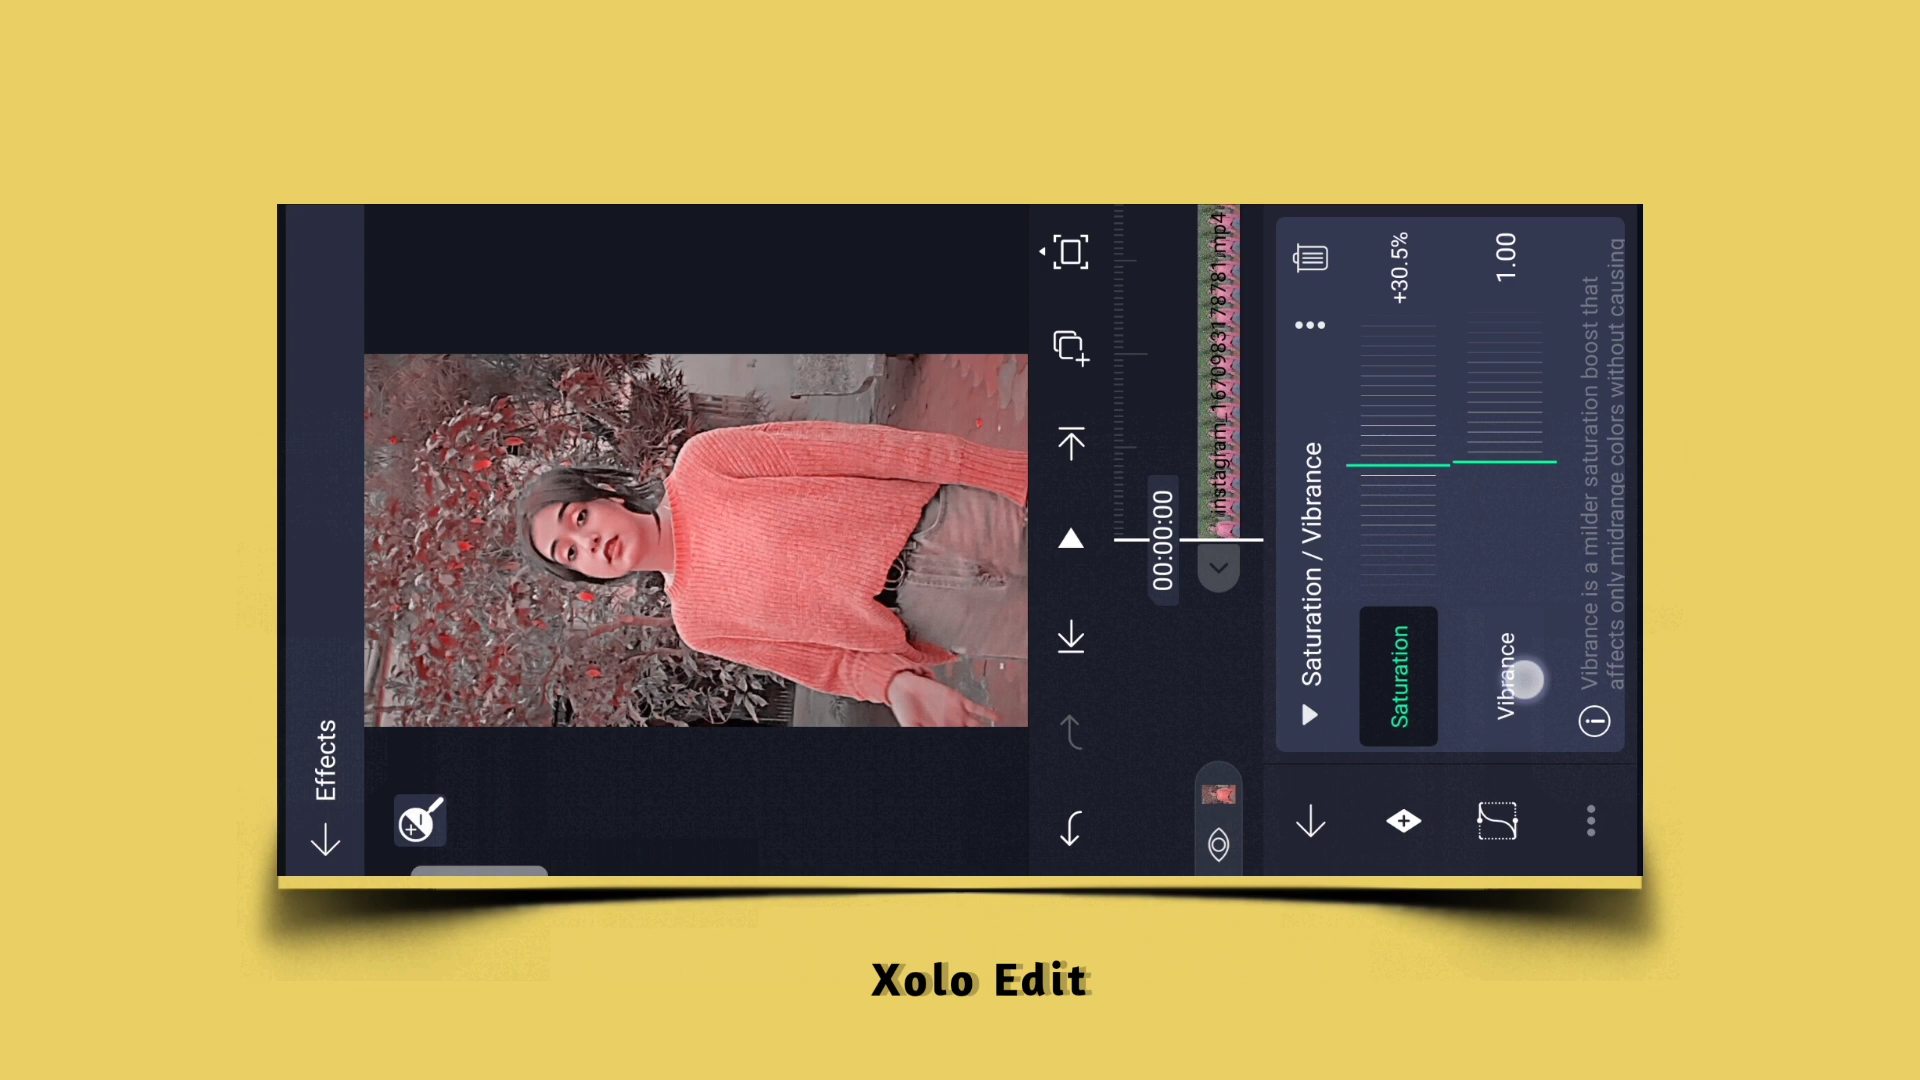 Effects
00:00:00
instagram_1670983178781.mp4
Saturation / Vibrance
Saturation
+30.5%
Vibrance
1.00
Vibrance is a milder saturation boost that
affects only midrange colors without causing
Xolo Edit